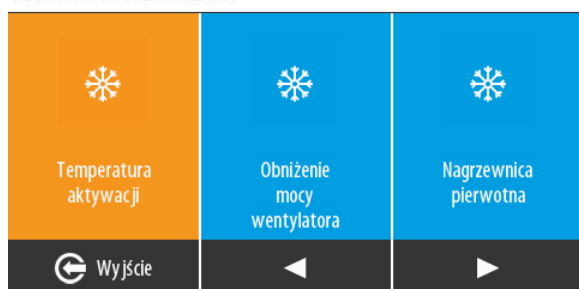 Temperatura
aktywacji
Obniżenie
mocy
wentylatora
Nagrzewnica
pierwotna
Wyjście